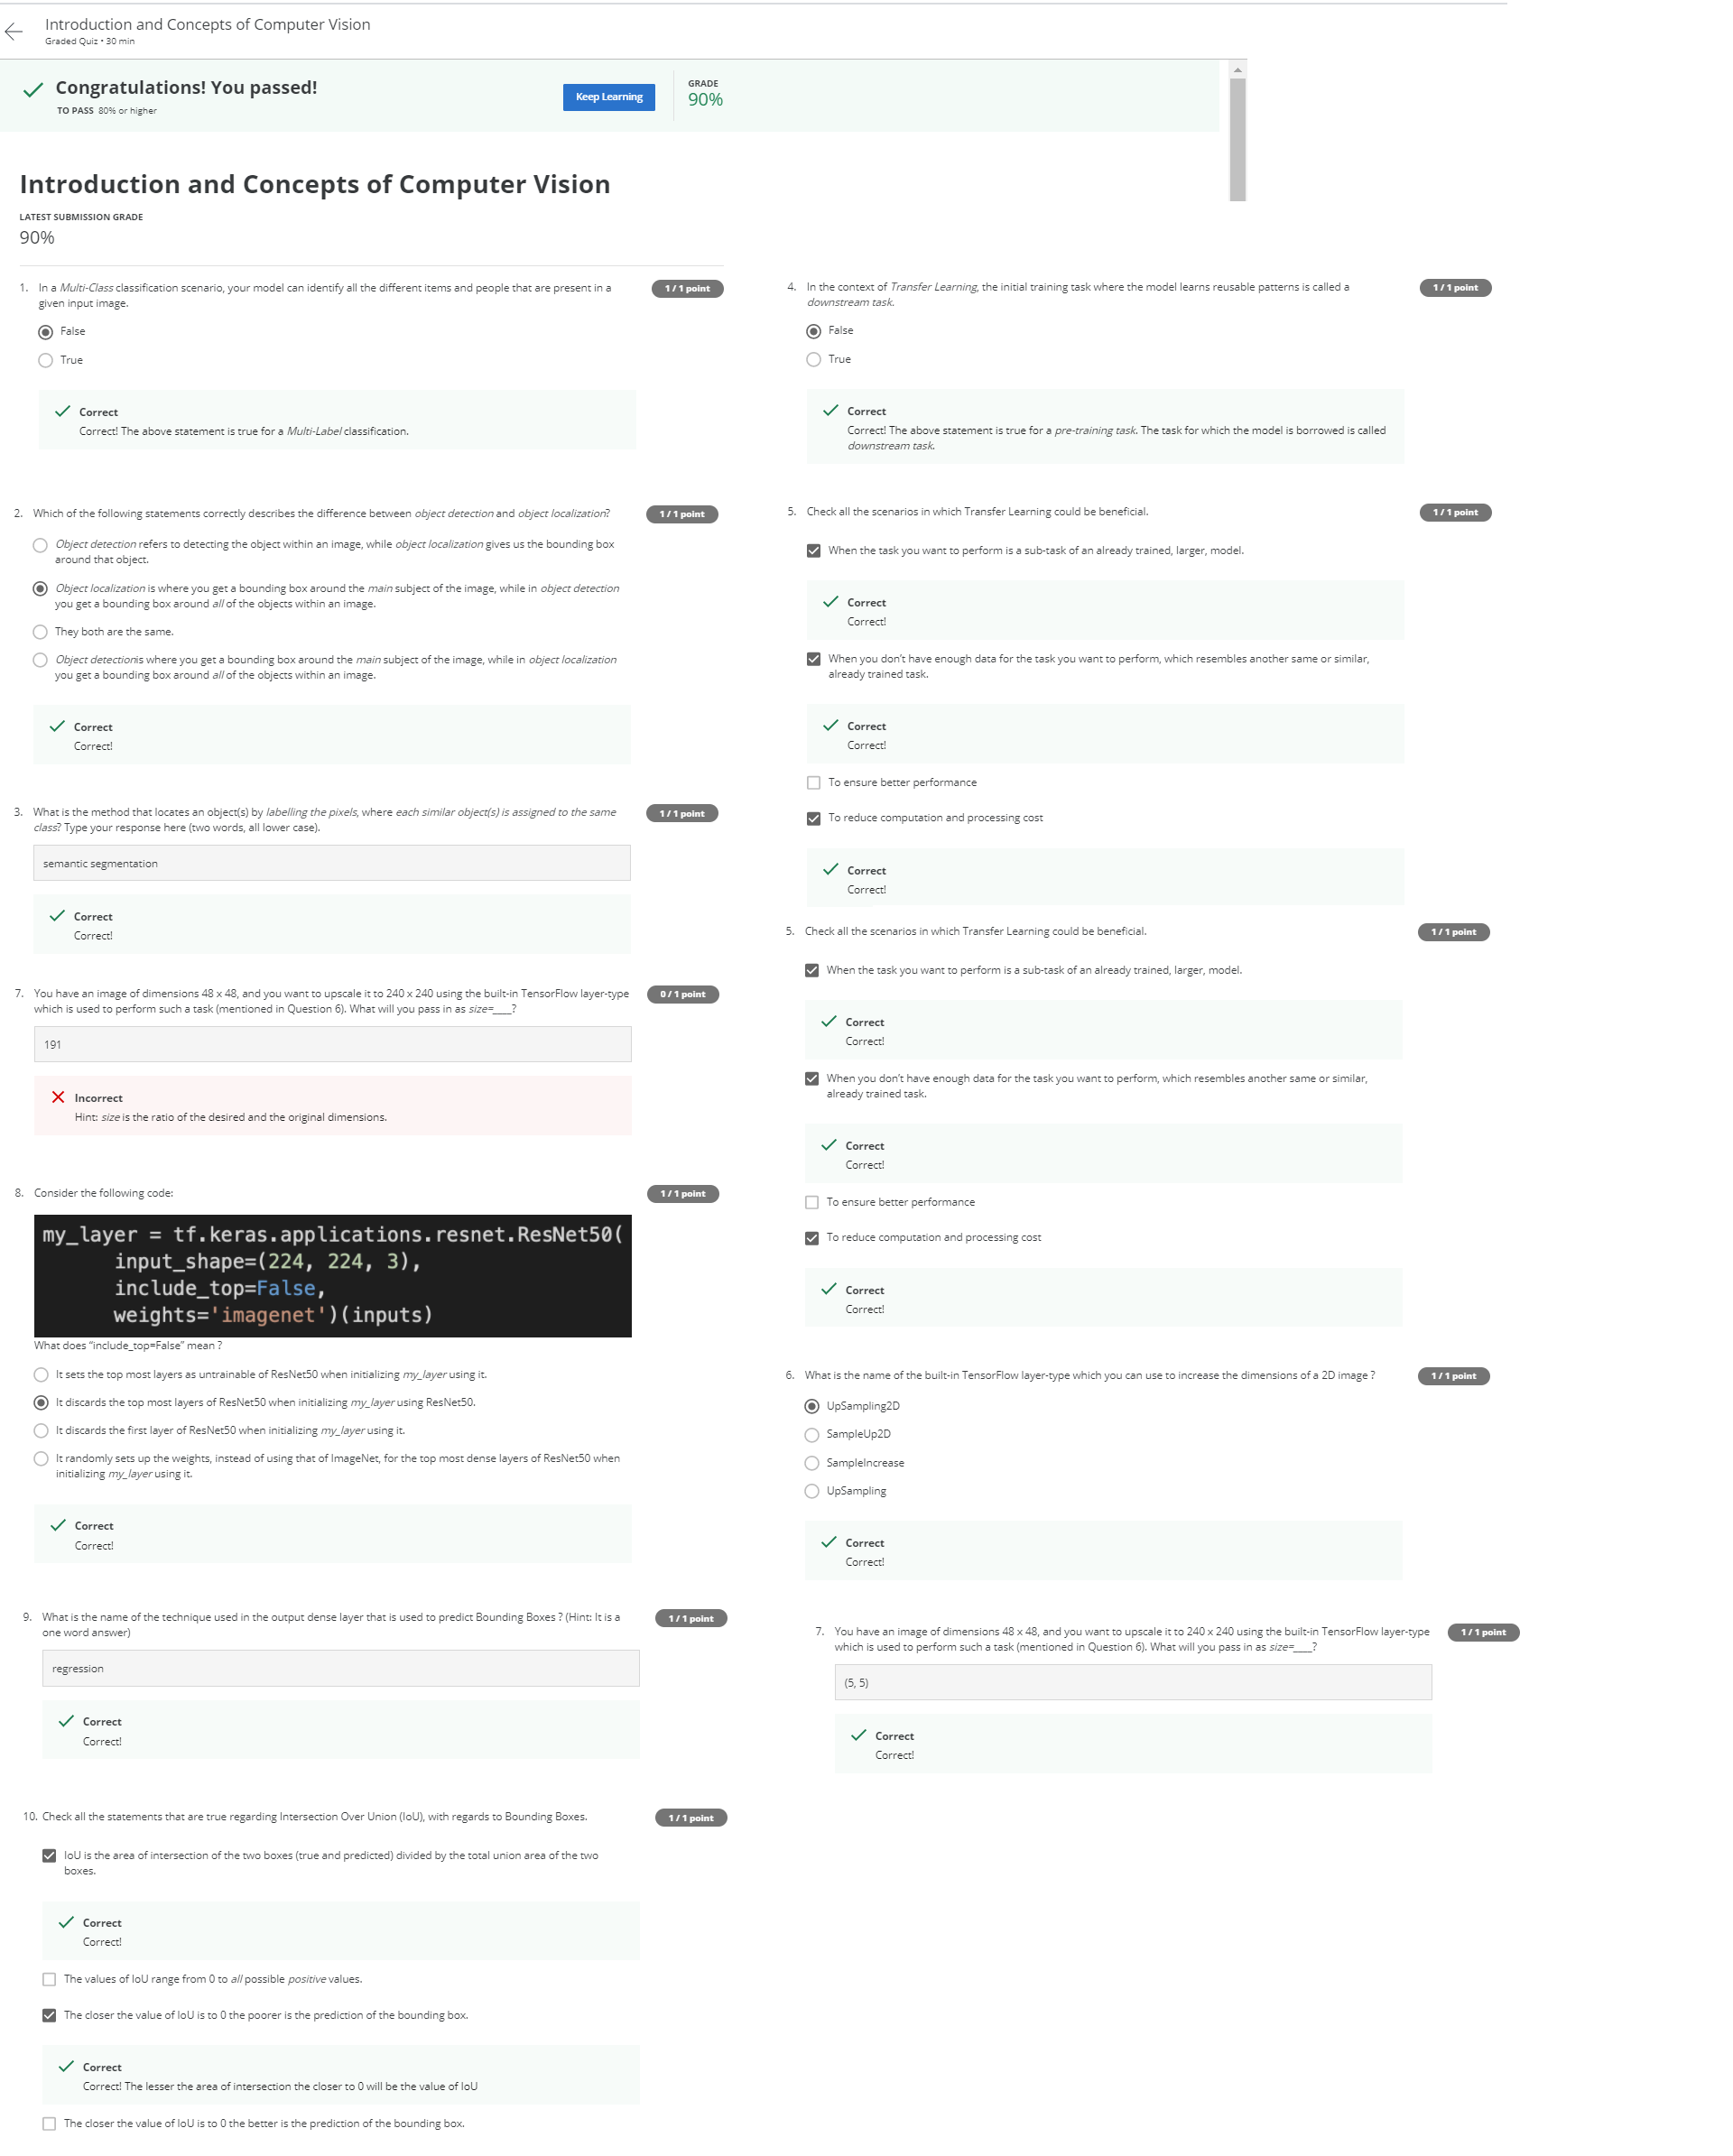 Introduction and Concepts of Computer Vision
Graded Quiz • 30 min
Congratulations! You passed!
TO PASS 80% or higher
Keep Learning
GRADE
90%
Introduction and Concepts of Computer Vision
LATEST SUBMISSION GRADE
90%
1. In a Multi-Class classification scenario, your model can identify all the different items and people that are present in a
given input image.
1 / 1 point
False
True
Correct
Correct! The above statement is true for a Multi-Label classification.
2. Which of the following statements correctly describes the difference between object detection and object localization?
1 / 1 point
Object detection refers to detecting the object within an image, while object localization gives us the bounding box
around that object.
Object localization is where you get a bounding box around the main subject of the image, while in object detection
you get a bounding box around all of the objects within an image.
They both are the same.
Object detectionis where you get a bounding box around the main subject of the image, while in object localization
you get a bounding box around all of the objects within an image.
Correct
Correct!
3. What is the method that locates an object(s) by labelling the pixels, where each similar object(s) is assigned to the same
class? Type your response here (two words, all lower case).
1 / 1 point
semantic segmentation
Correct
Correct!
7. You have an image of dimensions 48 x 48, and you want to upscale it to 240 x 240 using the built-in TensorFlow layer-type
which is used to perform such a task (mentioned in Question 6). What will you pass in as size=____?
0 / 1 point
191
Incorrect
Hint: size is the ratio of the desired and the original dimensions.
8. Consider the following code:
1 / 1 point
my_layer = tf.keras.applications.resnet.ResNet50(
input_shape=(224, 224, 3),
include_top=False,
weights='imagenet')(inputs)
What does “include_top=False” mean ?
It sets the top most layers as untrainable of ResNet50 when initializing my_layer using it.
It discards the top most layers of ResNet50 when initializing my_layer using ResNet50.
It discards the first layer of ResNet50 when initializing my_layer using it.
It randomly sets up the weights, instead of using that of ImageNet, for the top most dense layers of ResNet50 when
initializing my_layer using it.
Correct
Correct!
9. What is the name of the technique used in the output dense layer that is used to predict Bounding Boxes ? (Hint: It is a
one word answer)
1 / 1 point
regression
Correct
Correct!
10. Check all the statements that are true regarding Intersection Over Union (IoU), with regards to Bounding Boxes.
1 / 1 point
IoU is the area of intersection of the two boxes (true and predicted) divided by the total union area of the two
boxes.
Correct
Correct!
The values of IoU range from 0 to all possible positive values.
The closer the value of IoU is to 0 the poorer is the prediction of the bounding box.
Correct
Correct! The lesser the area of intersection the closer to 0 will be the value of IoU
The closer the value of IoU is to 0 the better is the prediction of the bounding box.
4. In the context of Transfer Learning, the initial training task where the model learns reusable patterns is called a
downstream task.
1 / 1 point
False
True
Correct
Correct! The above statement is true for a pre-training task. The task for which the model is borrowed is called
downstream task.
5. Check all the scenarios in which Transfer Learning could be beneficial.
1 / 1 point
When the task you want to perform is a sub-task of an already trained, larger, model.
Correct
Correct!
When you don't have enough data for the task you want to perform, which resembles another same or similar,
already trained task.
Correct
Correct!
To ensure better performance
To reduce computation and processing cost
Correct
Correct!
5. Check all the scenarios in which Transfer Learning could be beneficial.
1 / 1 point
When the task you want to perform is a sub-task of an already trained, larger, model.
Correct
Correct!
When you don't have enough data for the task you want to perform, which resembles another same or similar,
already trained task.
Correct
Correct!
To ensure better performance
To reduce computation and processing cost
Correct
Correct!
6. What is the name of the built-in TensorFlow layer-type which you can use to increase the dimensions of a 2D image ?
1 / 1 point
UpSampling2D
SampleUp2D
SampleIncrease
UpSampling
Correct
Correct!
7. You have an image of dimensions 48 x 48, and you want to upscale it to 240 x 240 using the built-in TensorFlow layer-type
which is used to perform such a task (mentioned in Question 6). What will you pass in as size=____?
1 / 1 point
(5, 5)
Correct
Correct!